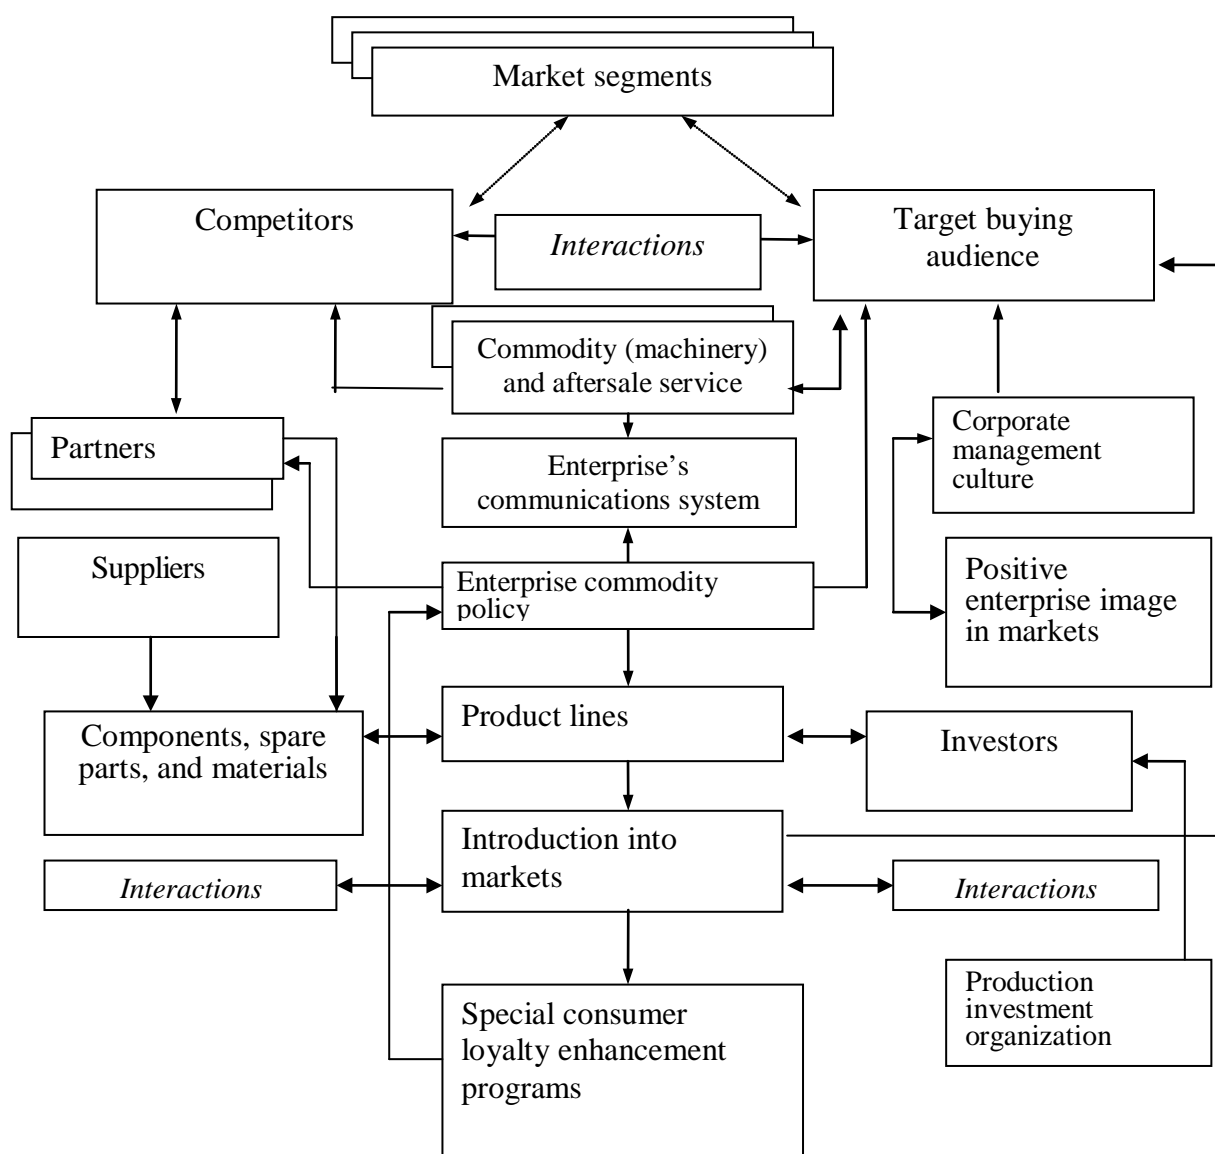 Market segments
Competitors
Interactions
Target buying
audience
Commodity (machinery)
and aftersale service
Partners
Corporate
management
culture
Enterprise’s
communications system
Suppliers
Enterprise commodity
policy
Positive
enterprise image
in markets
Components, spare
parts, and materials
Product lines
Investors
Introduction into
markets
Interactions
Interactions
Special consumer
loyalty enhancement
programs
Production
investment
organization